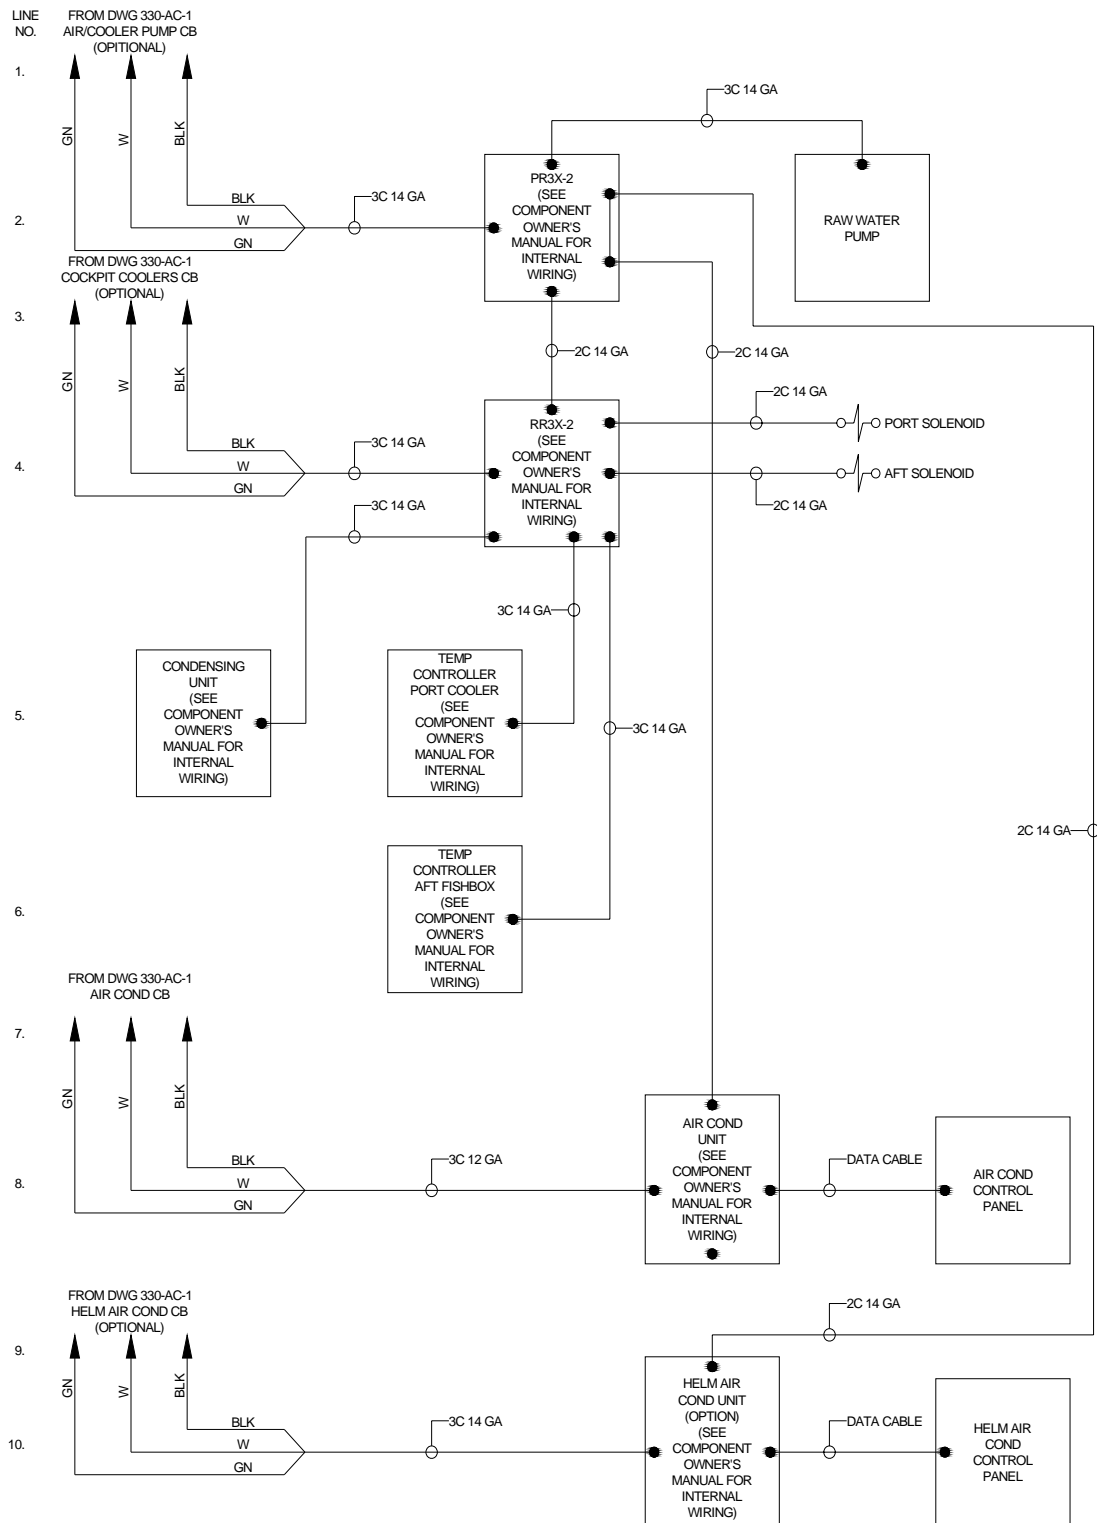 LINE
NO.
FROM DWG 330-AC-1
AIR/COOLER PUMP CB
(OPITIONAL)
1.
GN
W
BLK
3C 14 GA
BLK
W
GN
2.
3C 14 GA
PR3X-2
(SEE
COMPONENT
OWNER'S
MANUAL FOR
INTERNAL
WIRING)
RAW WATER
PUMP
FROM DWG 330-AC-1
COCKPIT COOLERS CB
(OPTIONAL)
3.
GN
W
BLK
2C 14 GA
2C 14 GA
BLK
W
GN
4.
3C 14 GA
RR3X-2
(SEE
COMPONENT
OWNER'S
MANUAL FOR
INTERNAL
WIRING)
2C 14 GA
PORT SOLENOID
AFT SOLENOID
2C 14 GA
3C 14 GA
3C 14 GA
5.
CONDENSING
UNIT
(SEE
COMPONENT
OWNER'S
MANUAL FOR
INTERNAL
WIRING)
TEMP
CONTROLLER
PORT COOLER
(SEE
COMPONENT
OWNER'S
MANUAL FOR
INTERNAL
WIRING)
3C 14 GA
2C 14 GA
6.
TEMP
CONTROLLER
AFT FISHBOX
(SEE
COMPONENT
OWNER'S
MANUAL FOR
INTERNAL
WIRING)
FROM DWG 330-AC-1
AIR COND CB
7.
GN
W
BLK
BLK
W
GN
8.
3C 12 GA
AIR COND
UNIT
(SEE
COMPONENT
OWNER'S
MANUAL FOR
INTERNAL
WIRING)
DATA CABLE
AIR COND
CONTROL
PANEL
FROM DWG 330-AC-1
HELM AIR COND CB
(OPTIONAL)
2C 14 GA
9.
GN
W
BLK
BLK
W
GN
10.
3C 14 GA
HELM AIR
COND UNIT
(OPTION)
(SEE
COMPONENT
OWNER'S
MANUAL FOR
INTERNAL
WIRING)
DATA CABLE
HELM AIR
COND
CONTROL
PANEL